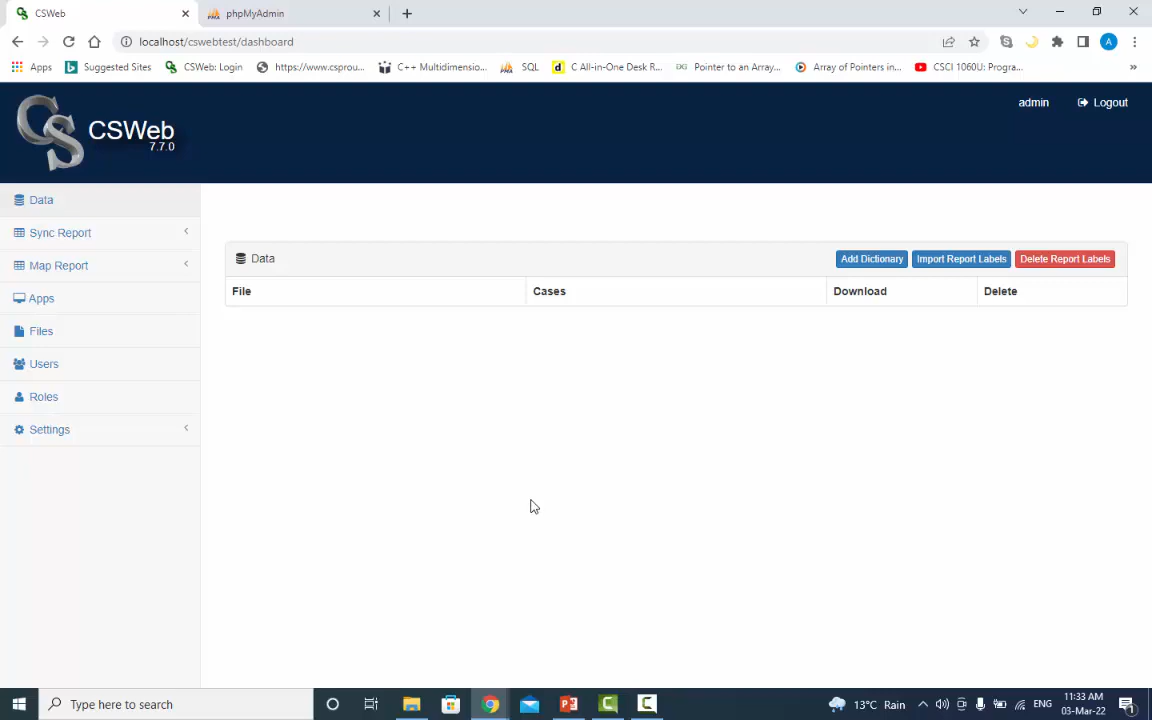 CSWeb
phpMyAdmin
localhost/cswebtest/dashboard
A
Apps
Suggested Sites
CSWeb: Login
https://www.csprou...
C++ Multidimensio...
SQL
d
C All-in-One Desk R...
DG
Pointer to an Array...
Array of Pointers in...
CSCI 1060U: Progra...
»
CS
CSWeb
7.7.0
admin
Logout
Data
Sync Report
Map Report
Apps
Files
Users
Roles
Settings
Data
Add Dictionary
Import Report Labels
Delete Report Labels
File
Cases
Download
Delete
Type here to search
13°C Rain
ENG
11:33 AM
03-Mar-22
1